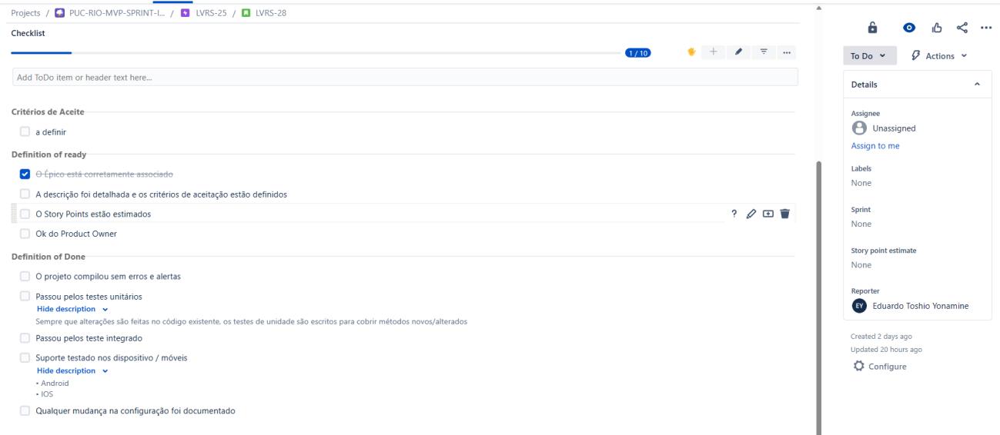 Projects / PUC-RIO-MVP-SPRINT-I... / LVRS-25 / LVRS-28
Checklist
1 / 10
Add ToDo item or header text here...
Critérios de Aceite
a definir
Definition of ready
O Épico está corretamente associado
A descrição foi detalhada e os critérios de aceitação estão definidos
O Story Points estão estimados
Ok do Product Owner
Definition of Done
O projeto compilou sem erros e alertas
Passou pelos testes unitários
Hide description
Sempre que alterações são feitas no código existente, os testes de unidade são escritos para cobrir métodos novos/alterados
Passou pelos teste integrado
Suporte testado nos dispositivo / móveis
Hide description
• Android
• IOS
Qualquer mudança na configuração foi documentado
To Do
Actions
Details
Assignee
Unassigned
Assign to me
Labels
None
Sprint
None
Story point estimate
None
Reporter
EY Eduardo Toshio Yonamine
Created 2 days ago
Updated 20 hours ago
Configure